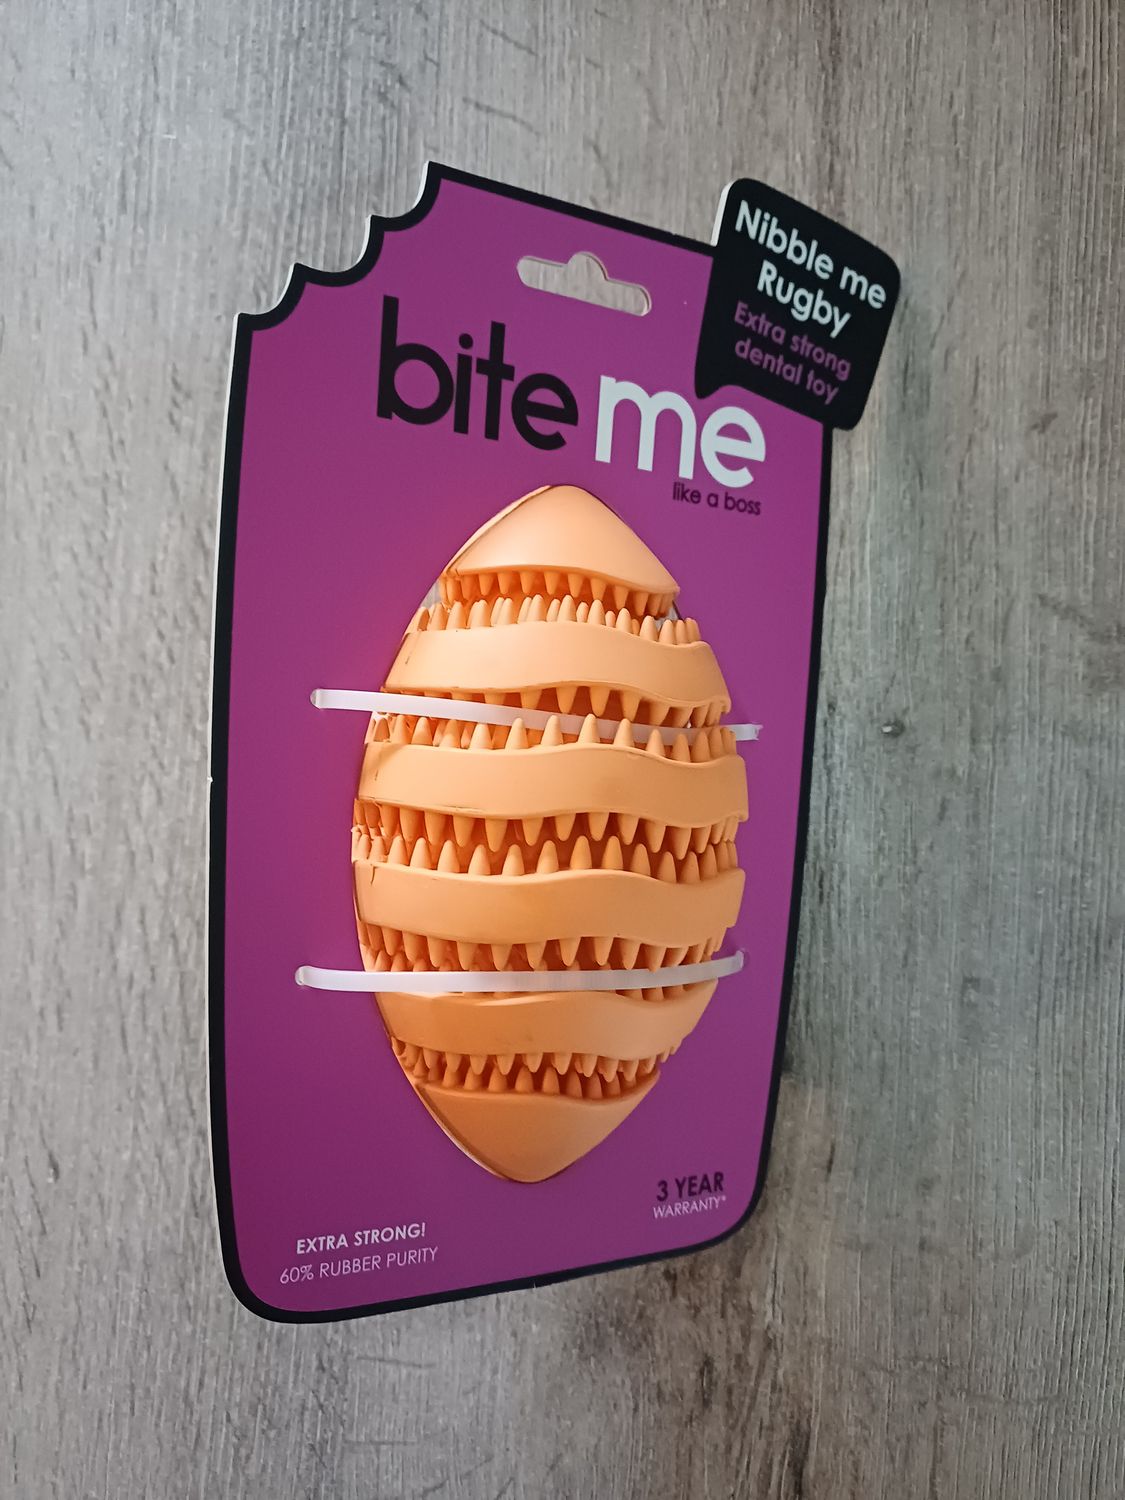 Nibble me
Rugby
Extra strong
dental toy
bite me
like a boss
3 YEAR
WARRANTY*
EXTRA STRONG!
60% RUBBER PURITY